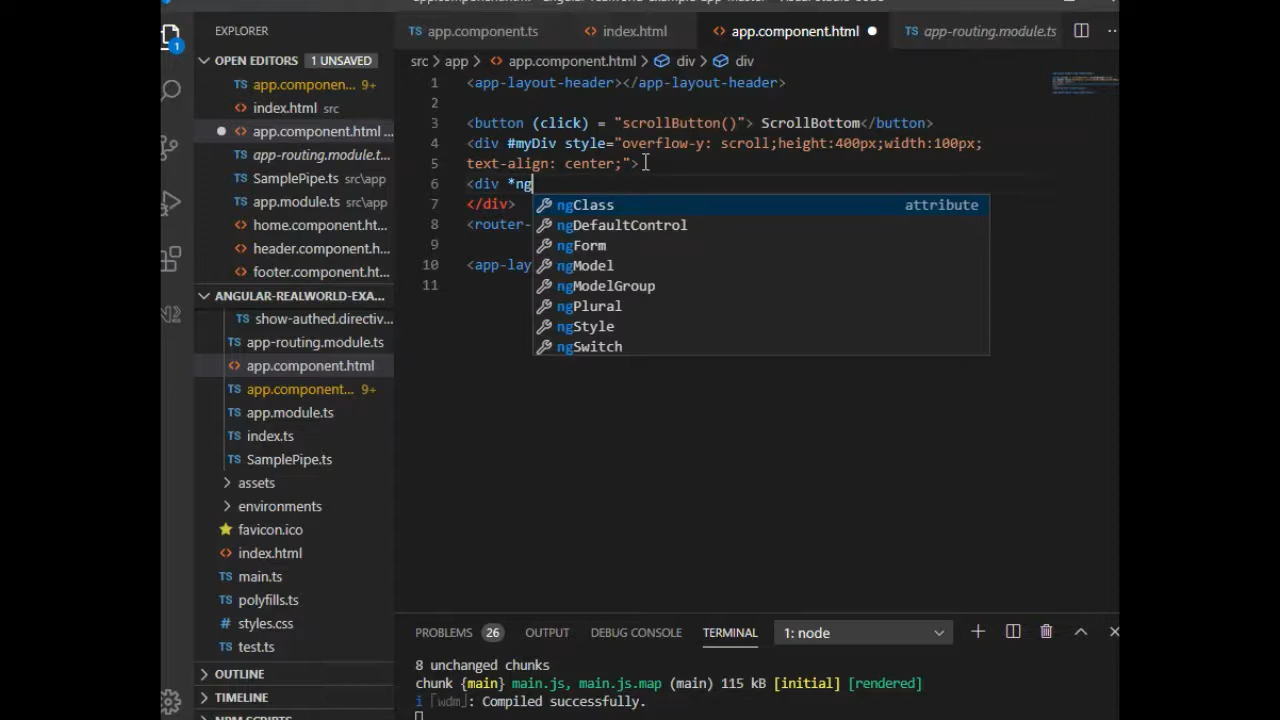 EXPLORER
app.component.ts
index.html
app.component.html
app-routing.module.ts
OPEN EDITORS 1 UNSAVED
src > app > app.component.html > div > div
app.componen... 9+
index.html src
app.component.html ...
app-routing.module.t...
SamplePipe.ts src\app
app.module.ts src\app
home.component.ht...
header.component.h...
footer.component.ht...
ANGULAR-REALWORLD-EXA...
show-authed.directiv...
app-routing.module.ts
app.component.html
app.component... 9+
app.module.ts
index.ts
SamplePipe.ts
assets
environments
favicon.ico
index.html
main.ts
polyfills.ts
styles.css
test.ts
OUTLINE
TIMELINE
1 <app-layout-header></app-layout-header>
2
3 <button (click) = "scrollButton()"> ScrollBottom</button>
4 <div #myDiv style="overflow-y: scroll;height:400px;width:100px;
5 text-align: center;">
6 <div *ng
7 </div>
8 <router-
9
10 <app-lay
11
ngClass attribute
ngDefaultControl
ngForm
ngModel
ngModelGroup
ngPlural
ngStyle
ngSwitch
PROBLEMS 26 OUTPUT DEBUG CONSOLE TERMINAL 1: node
8 unchanged chunks
chunk {main} main.js, main.js.map (main) 115 kB [initial] [rendered]
i ｢wdm｣: Compiled successfully.